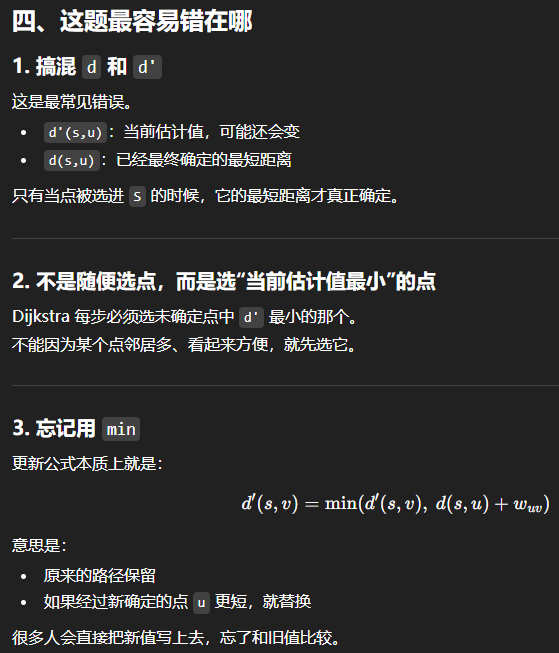 四、这题最容易错在哪
1. 搞混 d 和 d'
这是最常见错误。
• d'(s,u)：当前估计值，可能还会变
• d(s,u)：已经最终确定的最短距离
只有当点被选进 S 的时候，它的最短距离才真正确定。
2. 不是随便选点，而是选“当前估计值最小”的点
Dijkstra 每步必须选未确定点中 d' 最小的那个。
不能因为某个点邻居多、看起来方便，就先选它。
3. 忘记用 min
更新公式本质上就是：
d′(s,v) = min(d′(s,v), d(s,u) + w_{uv})
意思是：
• 原来的路径保留
• 如果经过新确定的点 u 更短，就替换
很多人会直接把新值写上去，忘了和旧值比较。